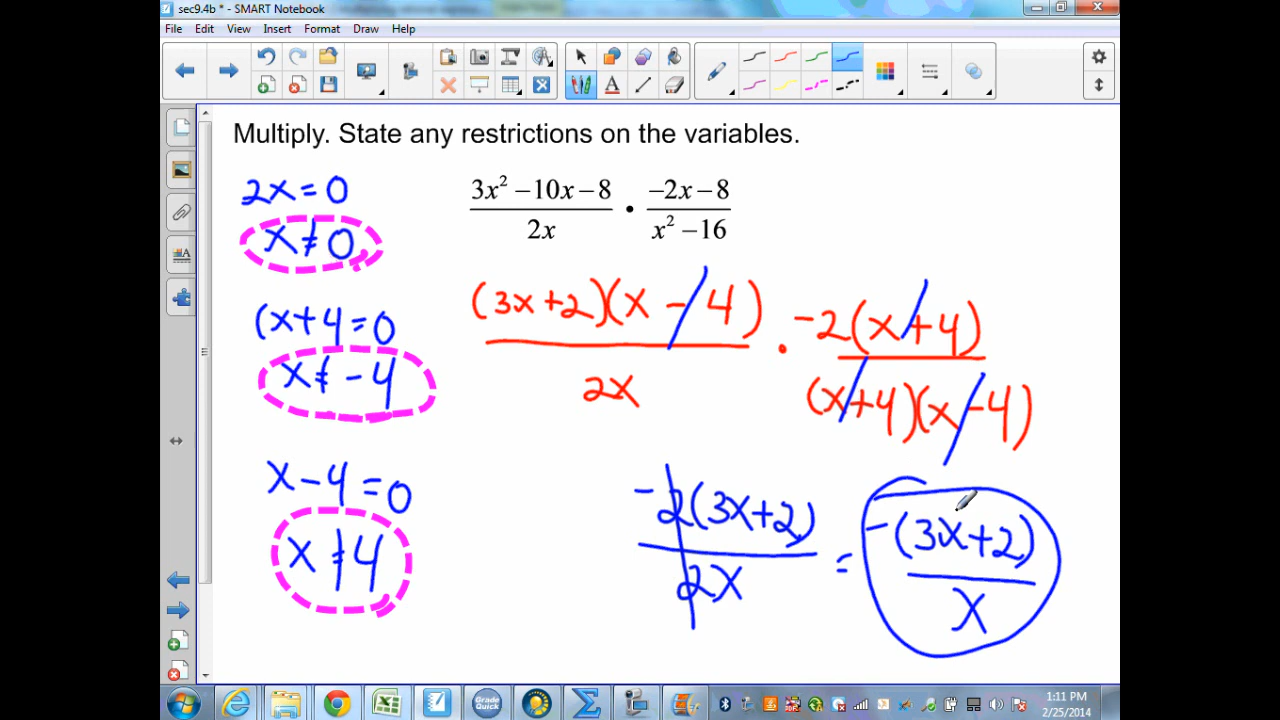 sec9.4b * - SMART Notebook
File Edit View Insert Format Draw Help
Multiply. State any restrictions on the variables.
2x = 0
x ≠ 0
(x+4 = 0
x ≠ -4
x - 4 = 0
x ≠ 4
3x² −10x−8
2x
•
−2x−8
x² −16
(3x+2)(x-4)
2x
·
-2(x+4)
(x+4)(x-4)
-2(3x+2)
2x
=
-(3x+2)
x
Grade
Quick
1:11 PM
2/25/2014